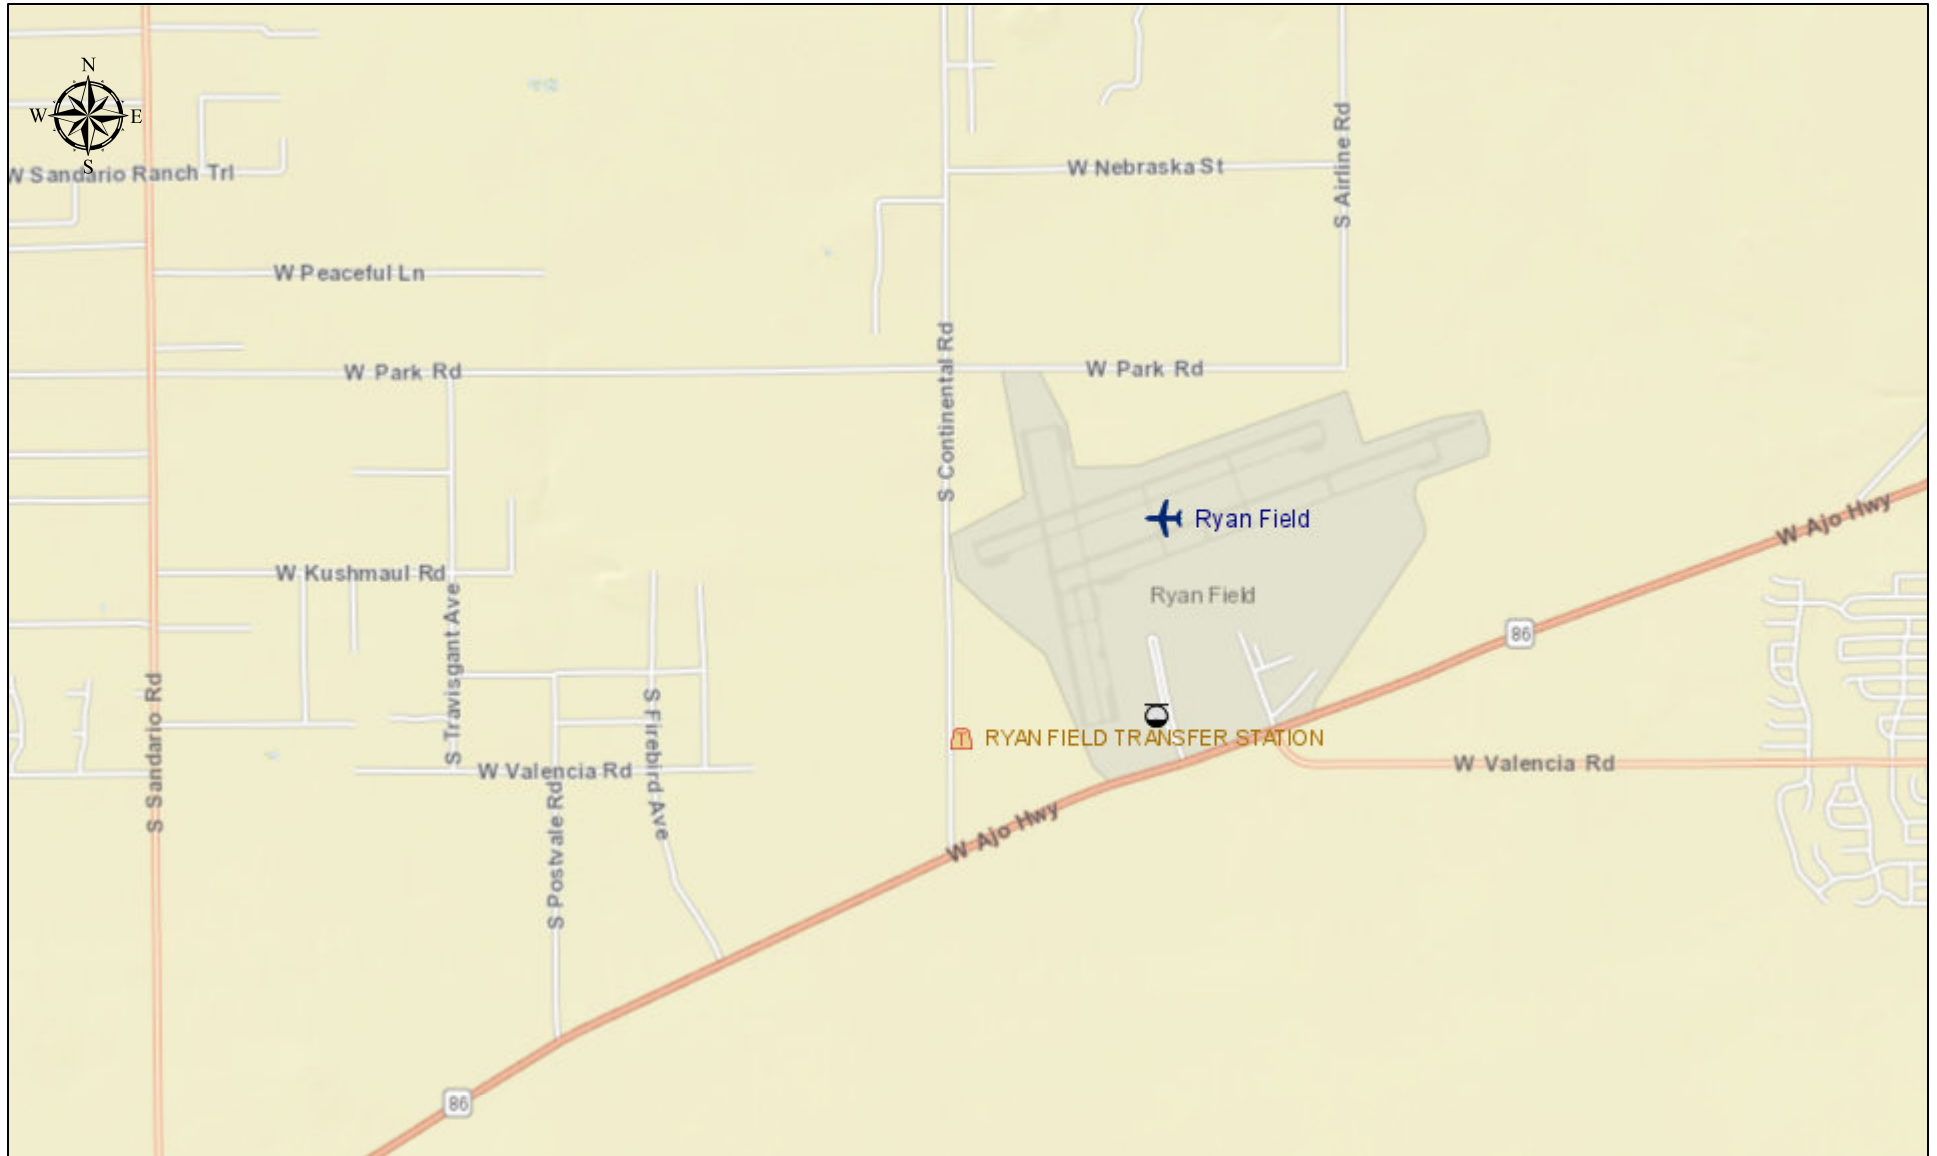 N
W E
S
W Sandario Ranch Trl
W Nebraska St
S Airline Rd
W Peaceful Ln
W Park Rd
W Park Rd
S Continental Rd
Ryan Field
W Ajo Hwy
W Kushmaul Rd
Ryan Field
86
S Travisgant Ave
S Sandario Rd
S Firebird Ave
RYAN FIELD TRANSFER STATION
W Valencia Rd
W Valencia Rd
S Postvale Rd
W Ajo Hwy
86